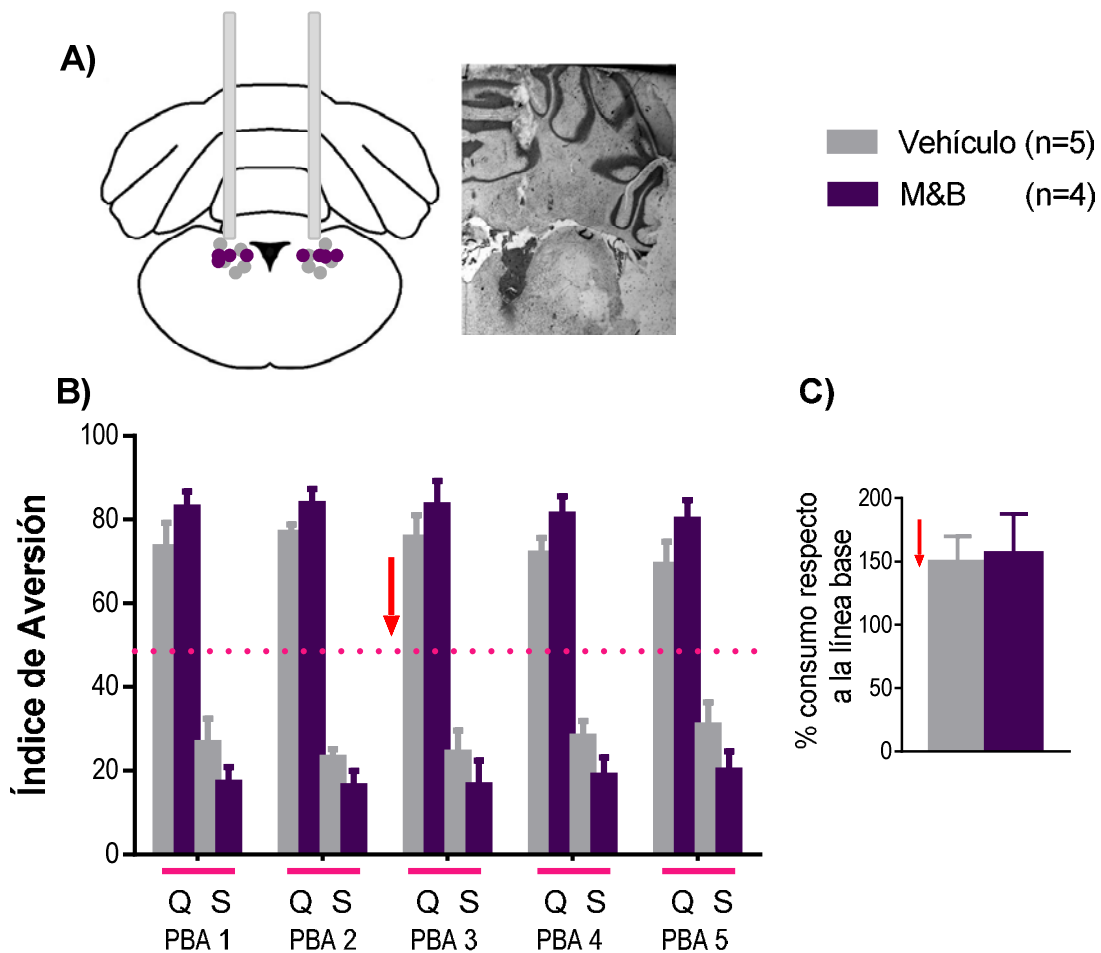 A)
Vehículo (n=5)
M&B (n=4)
B)
Índice de Aversión
100
80
60
40
20
0
Q S
PBA 1
Q S
PBA 2
Q S
PBA 3
Q S
PBA 4
Q S
PBA 5
C)
% consumo respecto
a la línea base
200
150
100
50
0